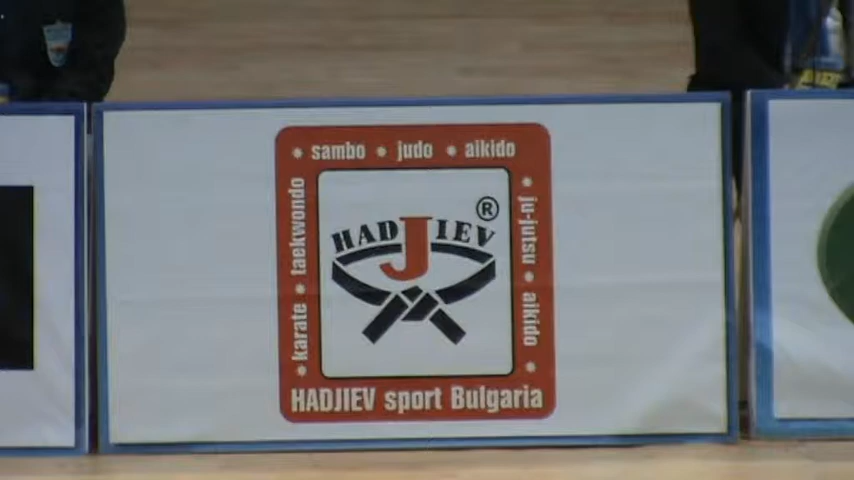 • sambo • judo • aikido
karate • taekwondo
HADJIEV ®
• ju-jutsu • aikido •
HADJIEV sport Bulgaria